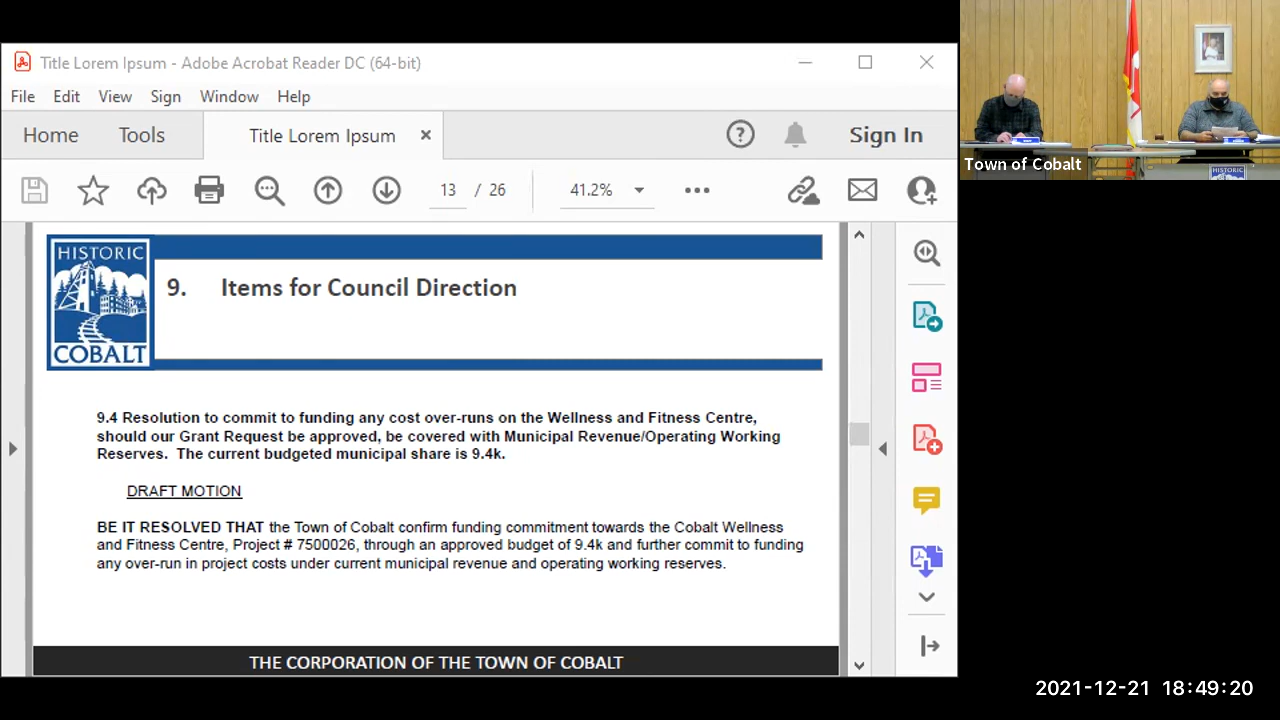 Title Lorem Ipsum - Adobe Acrobat Reader DC (64-bit)
File Edit View Sign Window Help
Home Tools Title Lorem Ipsum Sign In
13 / 26 41.2%
HISTORIC
COBALT
9. Items for Council Direction
9.4 Resolution to commit to funding any cost over-runs on the Wellness and Fitness Centre,
should our Grant Request be approved, be covered with Municipal Revenue/Operating Working
Reserves. The current budgeted municipal share is 9.4k.
DRAFT MOTION
BE IT RESOLVED THAT the Town of Cobalt confirm funding commitment towards the Cobalt Wellness
and Fitness Centre, Project # 7500026, through an approved budget of 9.4k and further commit to funding
any over-run in project costs under current municipal revenue and operating working reserves.
THE CORPORATION OF THE TOWN OF COBALT
Town of Cobalt
HISTORIC
2021-12-21 18:49:20